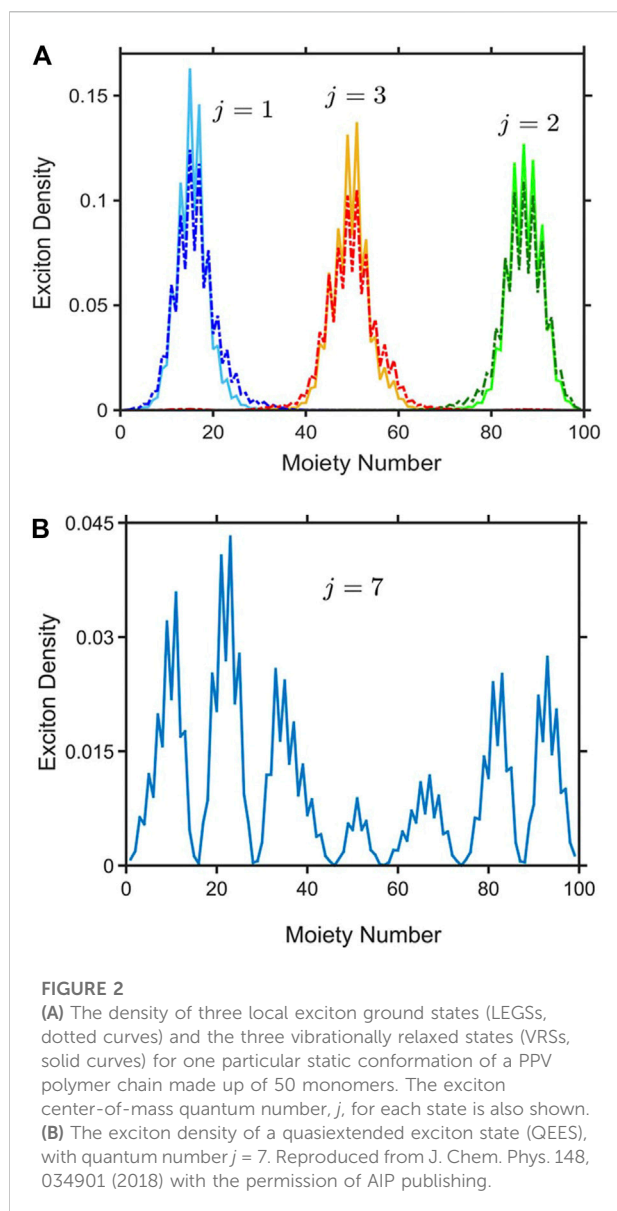 A
j = 1
j = 3
j = 2
0.15
0.1
0.05
0
Exciton Density
0 20 40 60 80 100
Moiety Number
B
j = 7
0.045
0.03
0.015
0
Exciton Density
0 20 40 60 80 100
Moiety Number
FIGURE 2
(A) The density of three local exciton ground states (LEGSs,
dotted curves) and the three vibrationally relaxed states (VRSs,
solid curves) for one particular static conformation of a PPV
polymer chain made up of 50 monomers. The exciton
center-of-mass quantum number, j, for each state is also shown.
(B) The exciton density of a quasiextended exciton state (QEES),
with quantum number j = 7. Reproduced from J. Chem. Phys. 148,
034901 (2018) with the permission of AIP publishing.